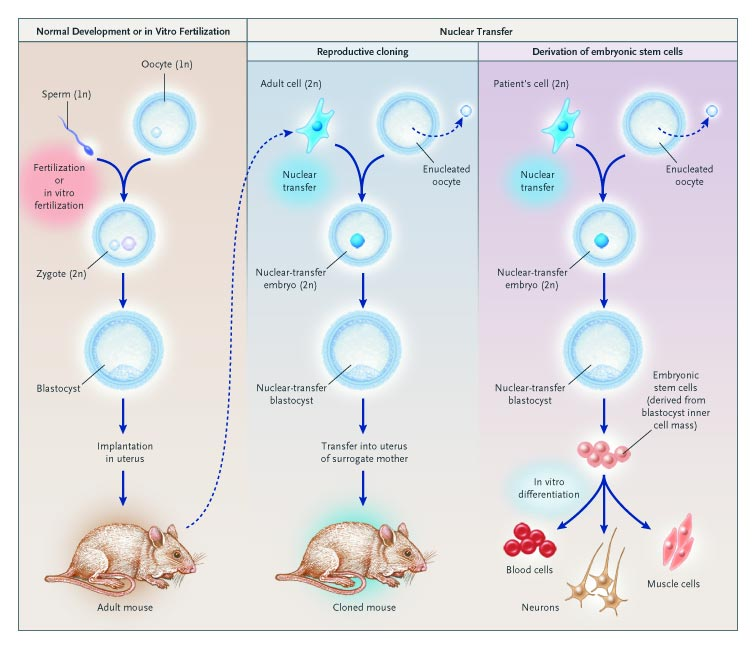 Normal Development or in Vitro Fertilization
Nuclear Transfer
Reproductive cloning
Derivation of embryonic stem cells
Oocyte (1n)
Sperm (1n)
Fertilization
or
in vitro
fertilization
Zygote (2n)
Blastocyst
Implantation
in uterus
Adult mouse
Adult cell (2n)
Nuclear
transfer
Enucleated
oocyte
Nuclear-transfer
embryo (2n)
Nuclear-transfer
blastocyst
Transfer into uterus
of surrogate mother
Cloned mouse
Patient's cell (2n)
Nuclear
transfer
Enucleated
oocyte
Nuclear-transfer
embryo (2n)
Nuclear-transfer
blastocyst
Embryonic
stem cells
(derived from
blastocyst inner
cell mass)
In vitro
differentiation
Blood cells
Neurons
Muscle cells